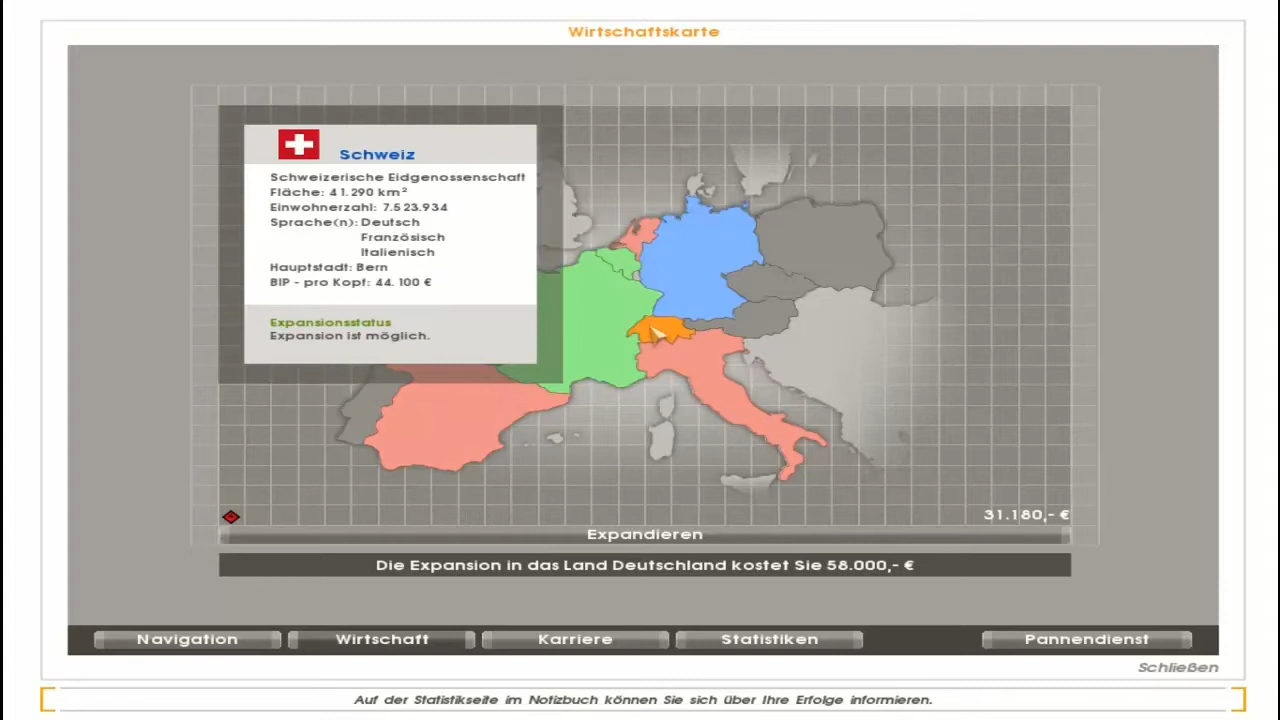 Wirtschaftskarte
Schweiz
Schweizerische Eidgenossenschaft
Fläche: 41.290 km²
Einwohnerzahl: 7.523.934
Sprache(n): Deutsch
Französisch
Italienisch
Hauptstadt: Bern
BIP - pro Kopf: 44.100 €
Expansionsstatus
Expansion ist möglich.
31.180,- €
Expandieren
Die Expansion in das Land Deutschland kostet Sie 58.000,- €
Navigation
Wirtschaft
Karriere
Statistiken
Pannendienst
Schließen
Auf der Statistikseite im Notizbuch können Sie sich über Ihre Erfolge informieren.